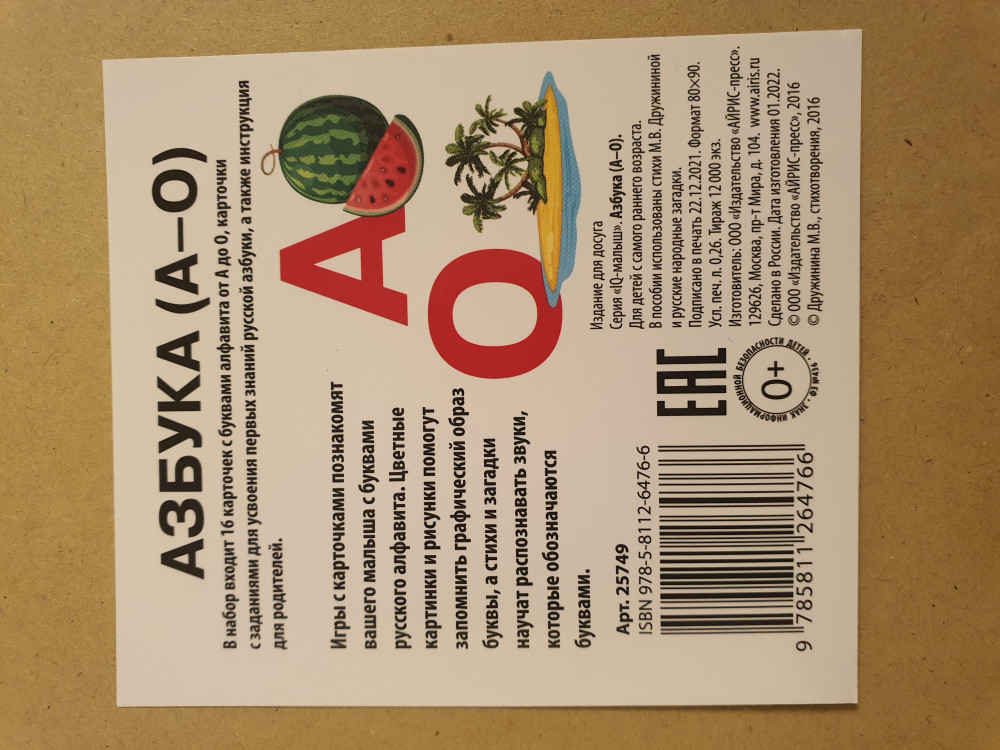 АЗБУКА (А–О)
В набор входит 16 карточек с буквами алфавита от А до О, карточки
с заданиями для усвоения первых знаний русской азбуки, а также инструкция
для родителей.
Игры с карточками познакомят
вашего малыша с буквами
русского алфавита. Цветные
картинки и рисунки помогут
запомнить графический образ
буквы, а стихи и загадки
научат распознавать звуки,
которые обозначаются
буквами.
А
О
Арт. 25749
ISBN 978-5-8112-6476-6
9 785811 264766
EAC
0+
ЗНАК ИНФОРМАЦИОННОЙ БЕЗОПАСНОСТИ ДЕТЕЙ
Издание для досуга
Серия «IQ-малыш». Азбука (А–О).
Для детей с самого раннего возраста.
В пособии использованы стихи М.В. Дружининой
и русские народные загадки.
Подписано в печать 22.12.2021. Формат 80×90.
Усл. печ. л. 0,26. Тираж 12 000 экз.
Изготовитель: ООО «Издательство «АЙРИС-пресс».
129626, Москва, пр-т Мира, д. 104. www.airis.ru
Сделано в России. Дата изготовления 01.2022.
© ООО «Издательство «АЙРИС-пресс», 2016
© Дружинина М.В., стихотворения, 2016